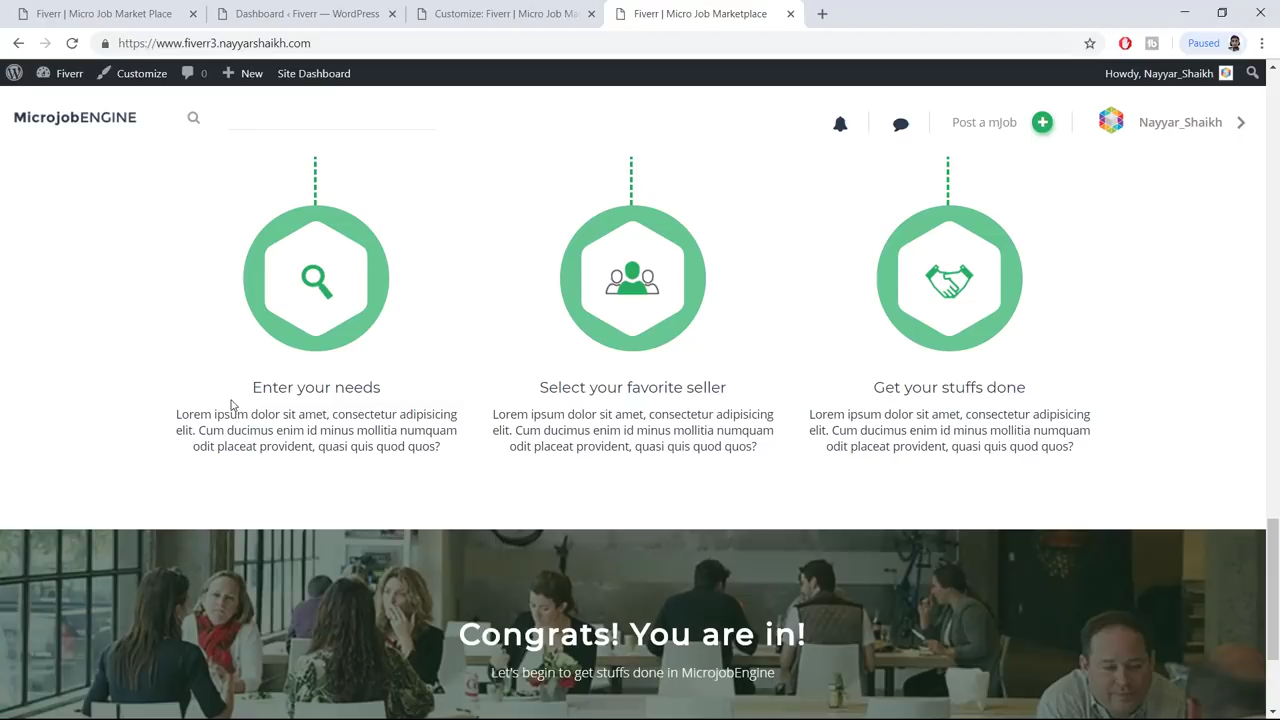 Fiverr | Micro Job Market Place
Dashboard ‹ Fiverr — WordPress
Customize: Fiverr | Micro Job Ma
Fiverr | Micro Job Marketplace
https://www.fiverr3.nayyarshaikh.com
Paused
Fiverr
Customize
0
New
Site Dashboard
Howdy, Nayyar_Shaikh
MicrojobENGINE
Post a mJob
Nayyar_Shaikh
Enter your needs
Lorem ipsum dolor sit amet, consectetur adipisicing
elit. Cum ducimus enim id minus mollitia numquam
odit placeat provident, quasi quis quod quos?
Select your favorite seller
Lorem ipsum dolor sit amet, consectetur adipisicing
elit. Cum ducimus enim id minus mollitia numquam
odit placeat provident, quasi quis quod quos?
Get your stuffs done
Lorem ipsum dolor sit amet, consectetur adipisicing
elit. Cum ducimus enim id minus mollitia numquam
odit placeat provident, quasi quis quod quos?
Congrats! You are in!
Let's begin to get stuffs done in MicrojobEngine